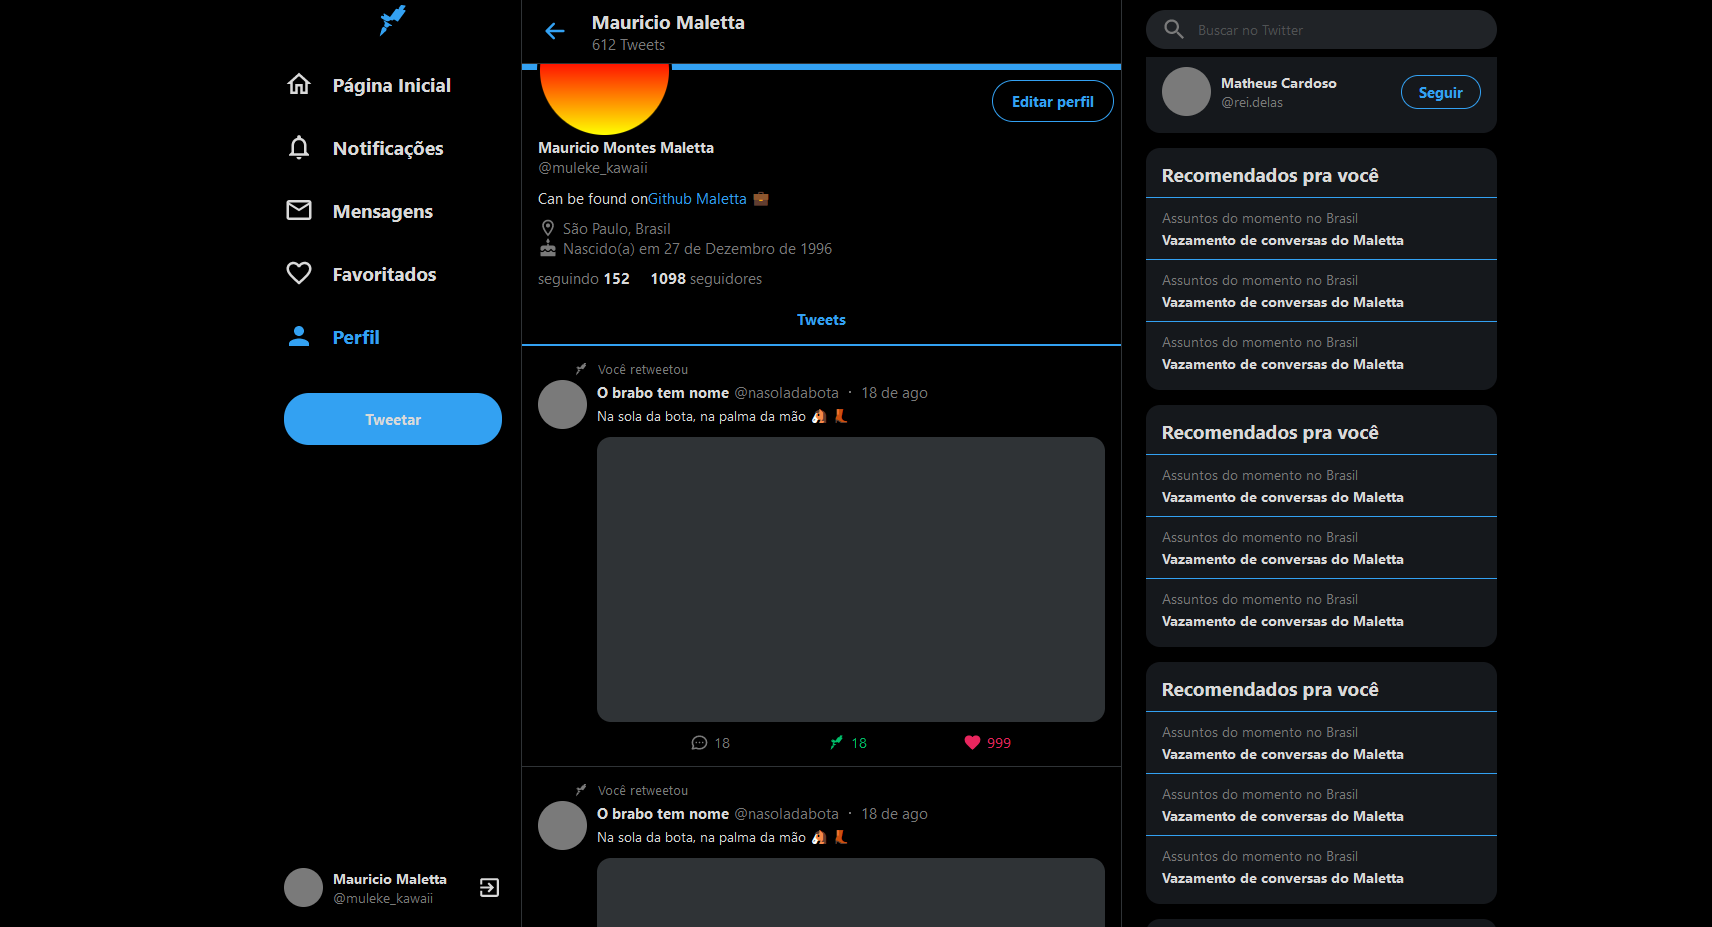 Página Inicial
Notificações
Mensagens
Favoritados
Perfil
Tweetar
Mauricio Maletta
@muleke_kawaii
Mauricio Maletta
612 Tweets
Editar perfil
Mauricio Montes Maletta
@muleke_kawaii
Can be found onGithub Maletta 💼
São Paulo, Brasil
Nascido(a) em 27 de Dezembro de 1996
seguindo 152 1098 seguidores
Tweets
Você retweetou
O brabo tem nome @nasoladabota · 18 de ago
Na sola da bota, na palma da mão 🐴 👢
18 18 999
Você retweetou
O brabo tem nome @nasoladabota · 18 de ago
Na sola da bota, na palma da mão 🐴 👢
Buscar no Twitter
Matheus Cardoso
@rei.delas
Seguir
Recomendados pra você
Assuntos do momento no Brasil
Vazamento de conversas do Maletta
Assuntos do momento no Brasil
Vazamento de conversas do Maletta
Assuntos do momento no Brasil
Vazamento de conversas do Maletta
Recomendados pra você
Assuntos do momento no Brasil
Vazamento de conversas do Maletta
Assuntos do momento no Brasil
Vazamento de conversas do Maletta
Assuntos do momento no Brasil
Vazamento de conversas do Maletta
Recomendados pra você
Assuntos do momento no Brasil
Vazamento de conversas do Maletta
Assuntos do momento no Brasil
Vazamento de conversas do Maletta
Assuntos do momento no Brasil
Vazamento de conversas do Maletta